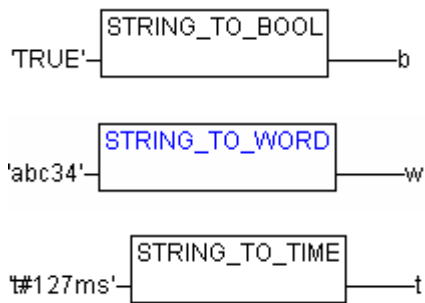 STRING_TO_BOOL
'TRUE' b
STRING_TO_WORD
'abc34' w
STRING_TO_TIME
't#127ms' t